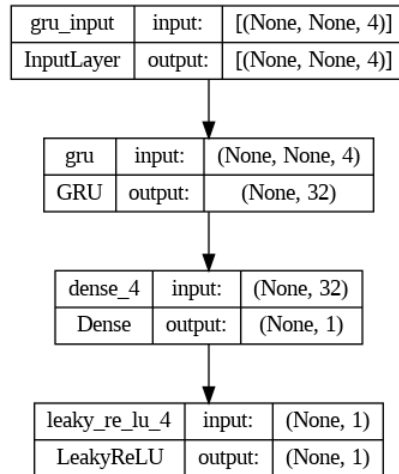 gru_input input: [(None, None, 4)]
InputLayer output: [(None, None, 4)]
gru input: (None, None, 4)
GRU output: (None, 32)
dense_4 input: (None, 32)
Dense output: (None, 1)
leaky_re_lu_4 input: (None, 1)
LeakyReLU output: (None, 1)